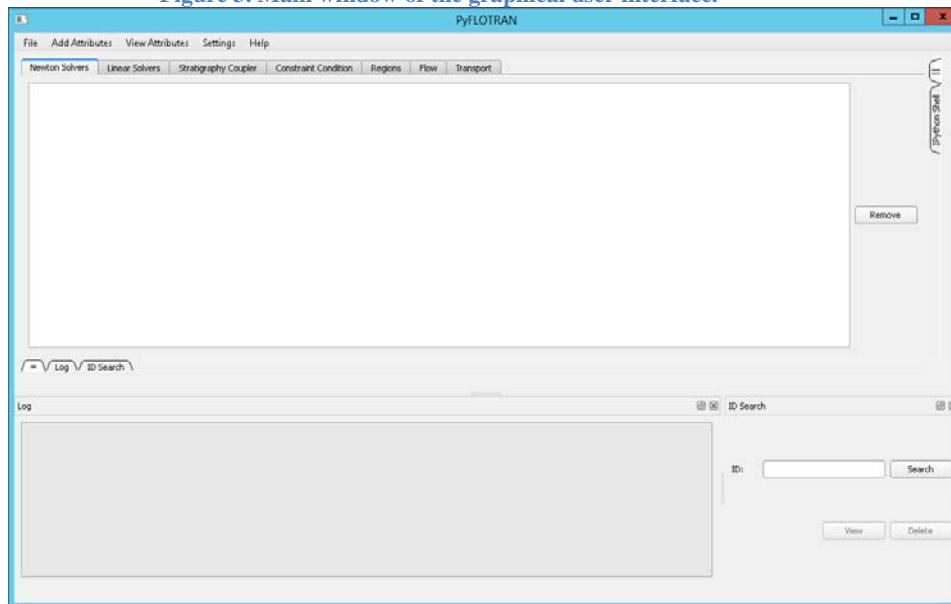 Figure 3. Main window of the graphical user interface.
PyFLOTRAN
File Add Attributes View Attributes Settings Help
Newton Solvers Linear Solvers Stratigraphy Coupler Constraint Condition Regions Flow Transport
IPython Shell
Remove
Log ID Search
Log
ID Search
ID:
Search
View Delete